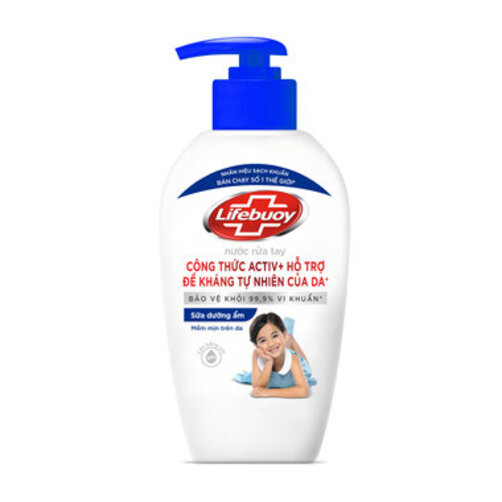 NHÃN HIỆU SẠCH KHUẨN
BÁN CHẠY SỐ 1 THẾ GIỚI*
Lifebuoy
nước rửa tay
CÔNG THỨC ACTIV+ HỖ TRỢ
ĐỀ KHÁNG TỰ NHIÊN CỦA DA*
BẢO VỆ KHỎI 99,9% VI KHUẨN*
Sữa dưỡng ẩm
Mềm mịn trên da